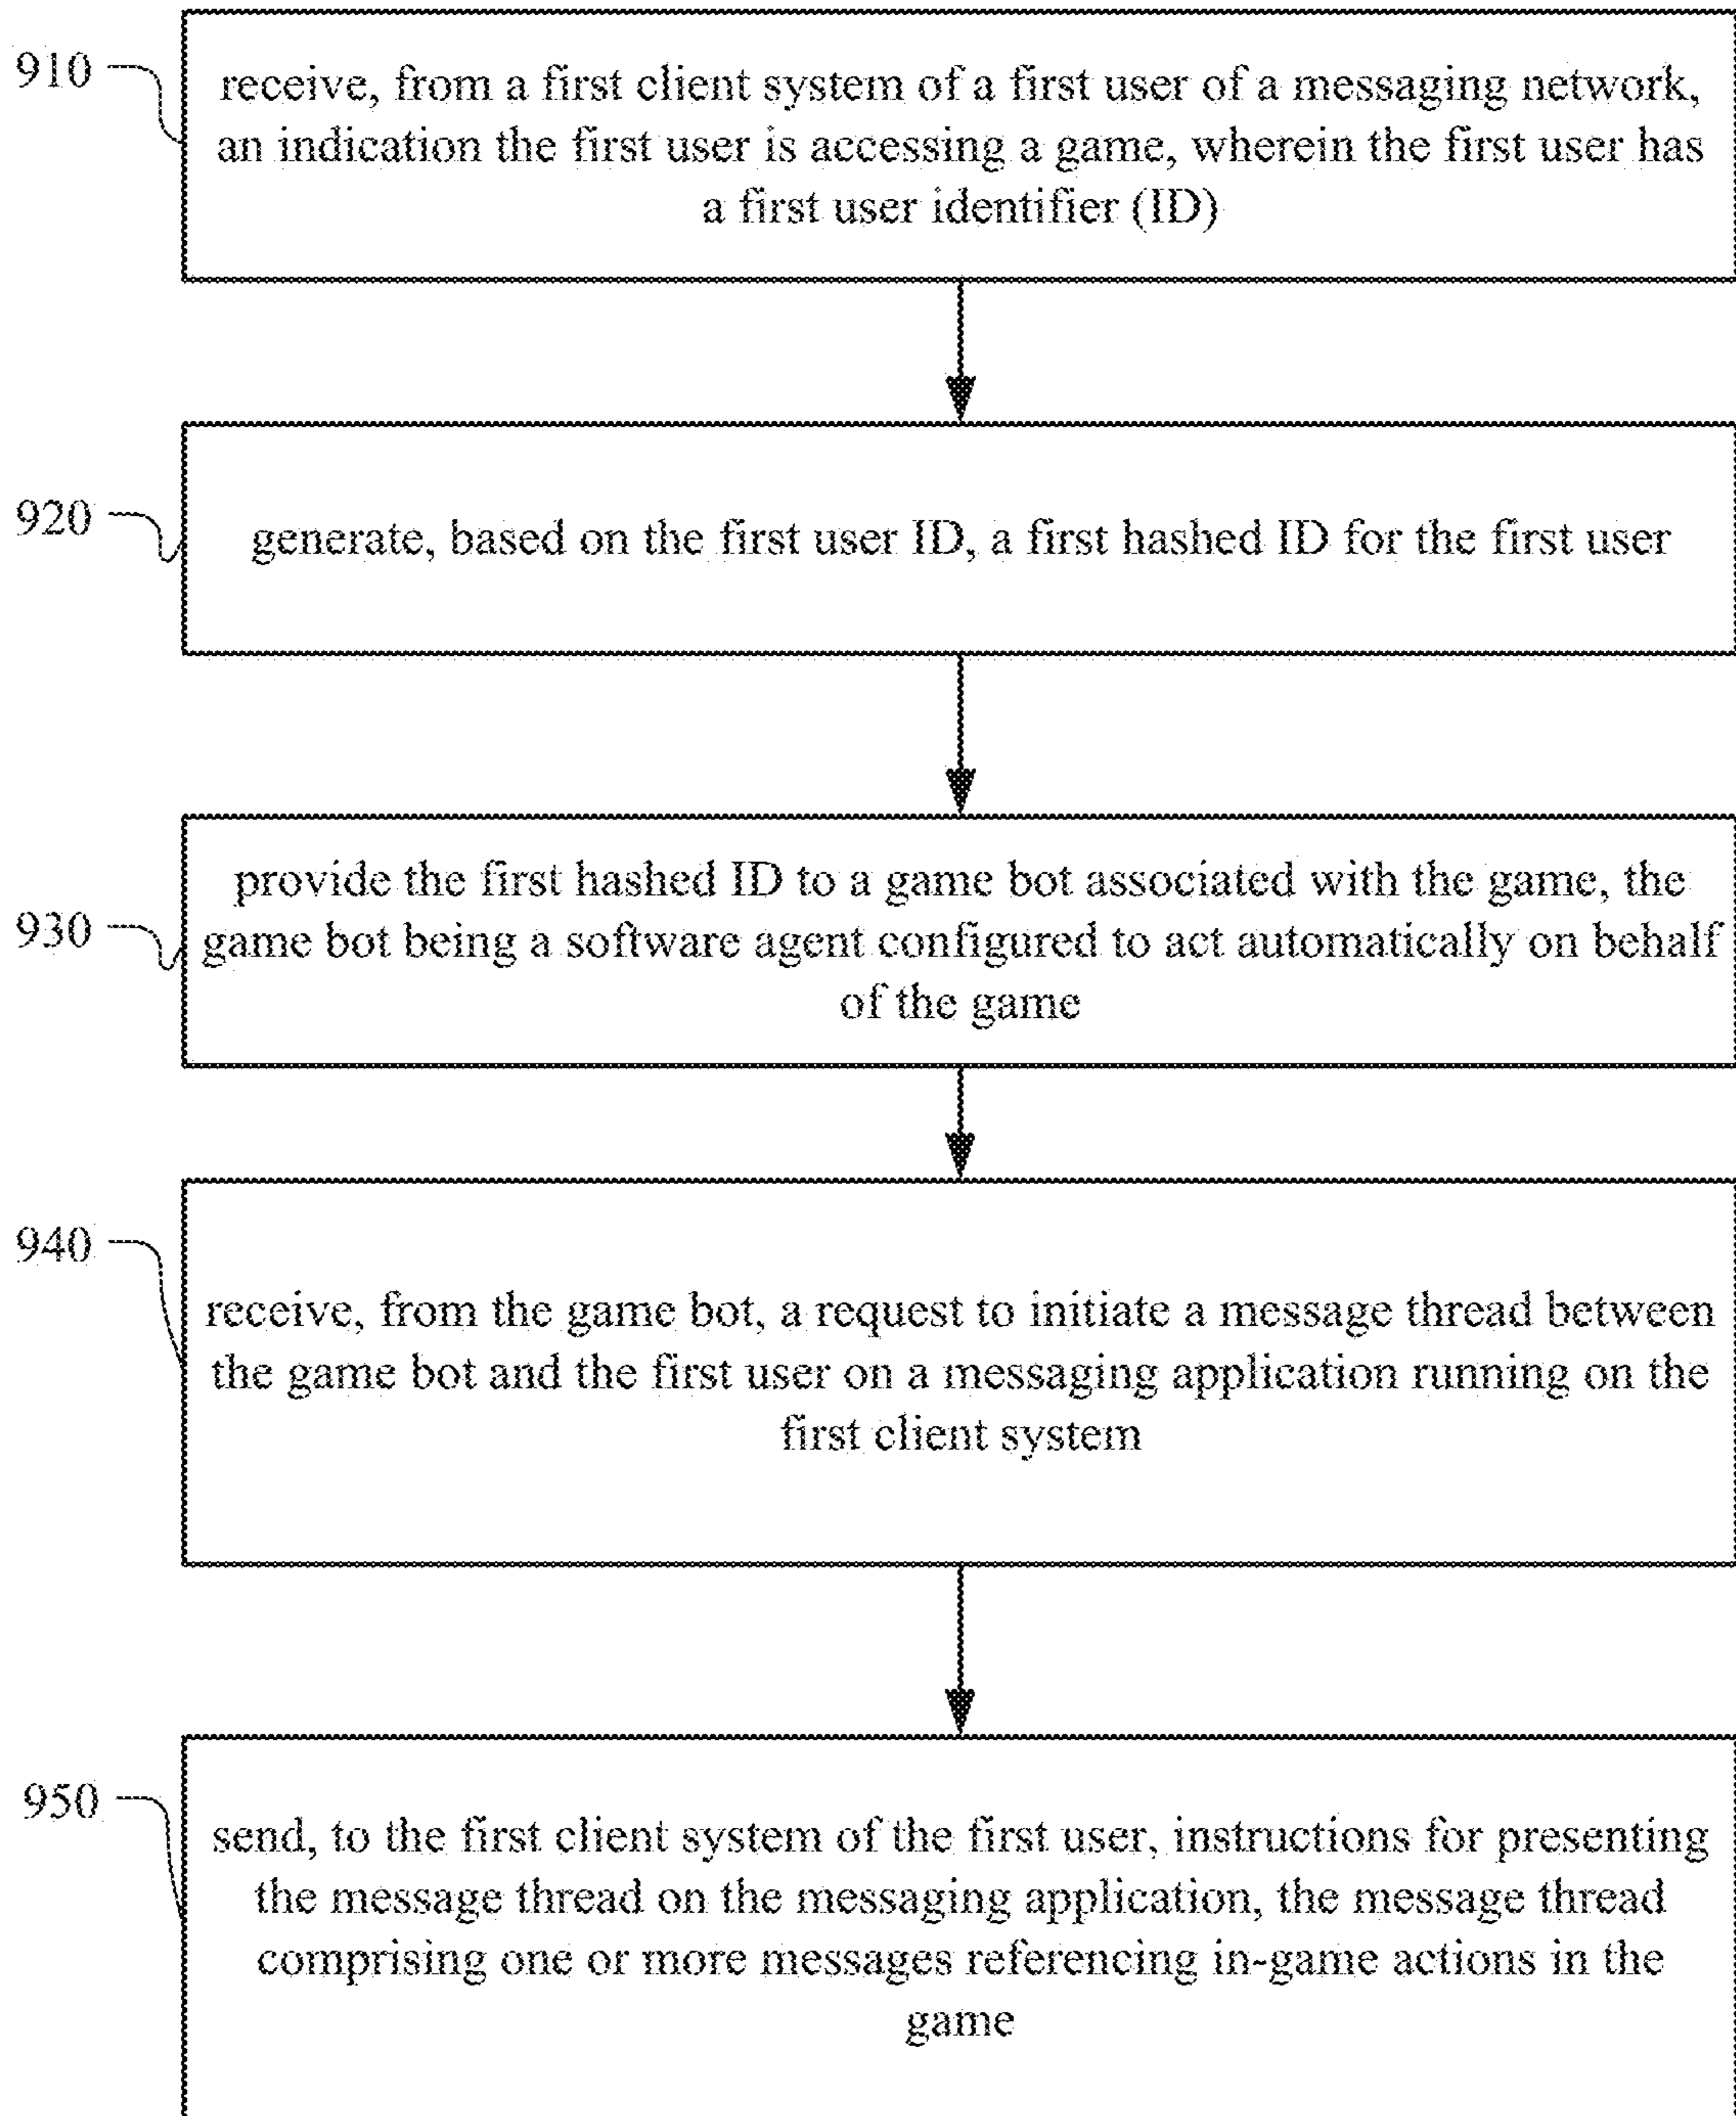 910
receive, from a first client system of a first user of a messaging network,
an indication the first user is accessing a game, wherein the first user has
a first user identifier (ID)
920
generate, based on the first user ID, a first hashed ID for the first user
930
provide the first hashed ID to a game bot associated with the game, the
game bot being a software agent configured to act automatically on behalf
of the game
940
receive, from the game bot, a request to initiate a message thread between
the game bot and the first user on a messaging application running on the
first client system
950
send, to the first client system of the first user, instructions for presenting
the message thread on the messaging application, the message thread
comprising one or more messages referencing in-game actions in the
game